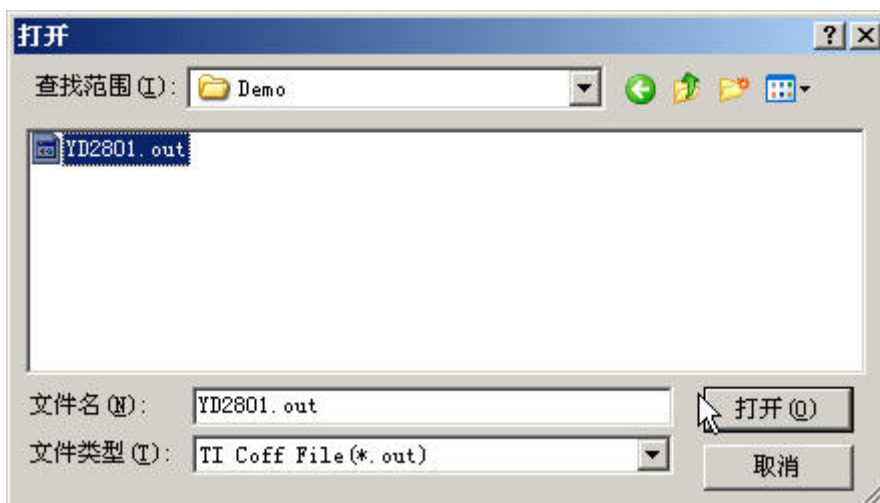 打开
查找范围(I): Demo
YD2801.out
文件名(N): YD2801.out 打开(O)
文件类型(T): TI Coff File(*.out) 取消